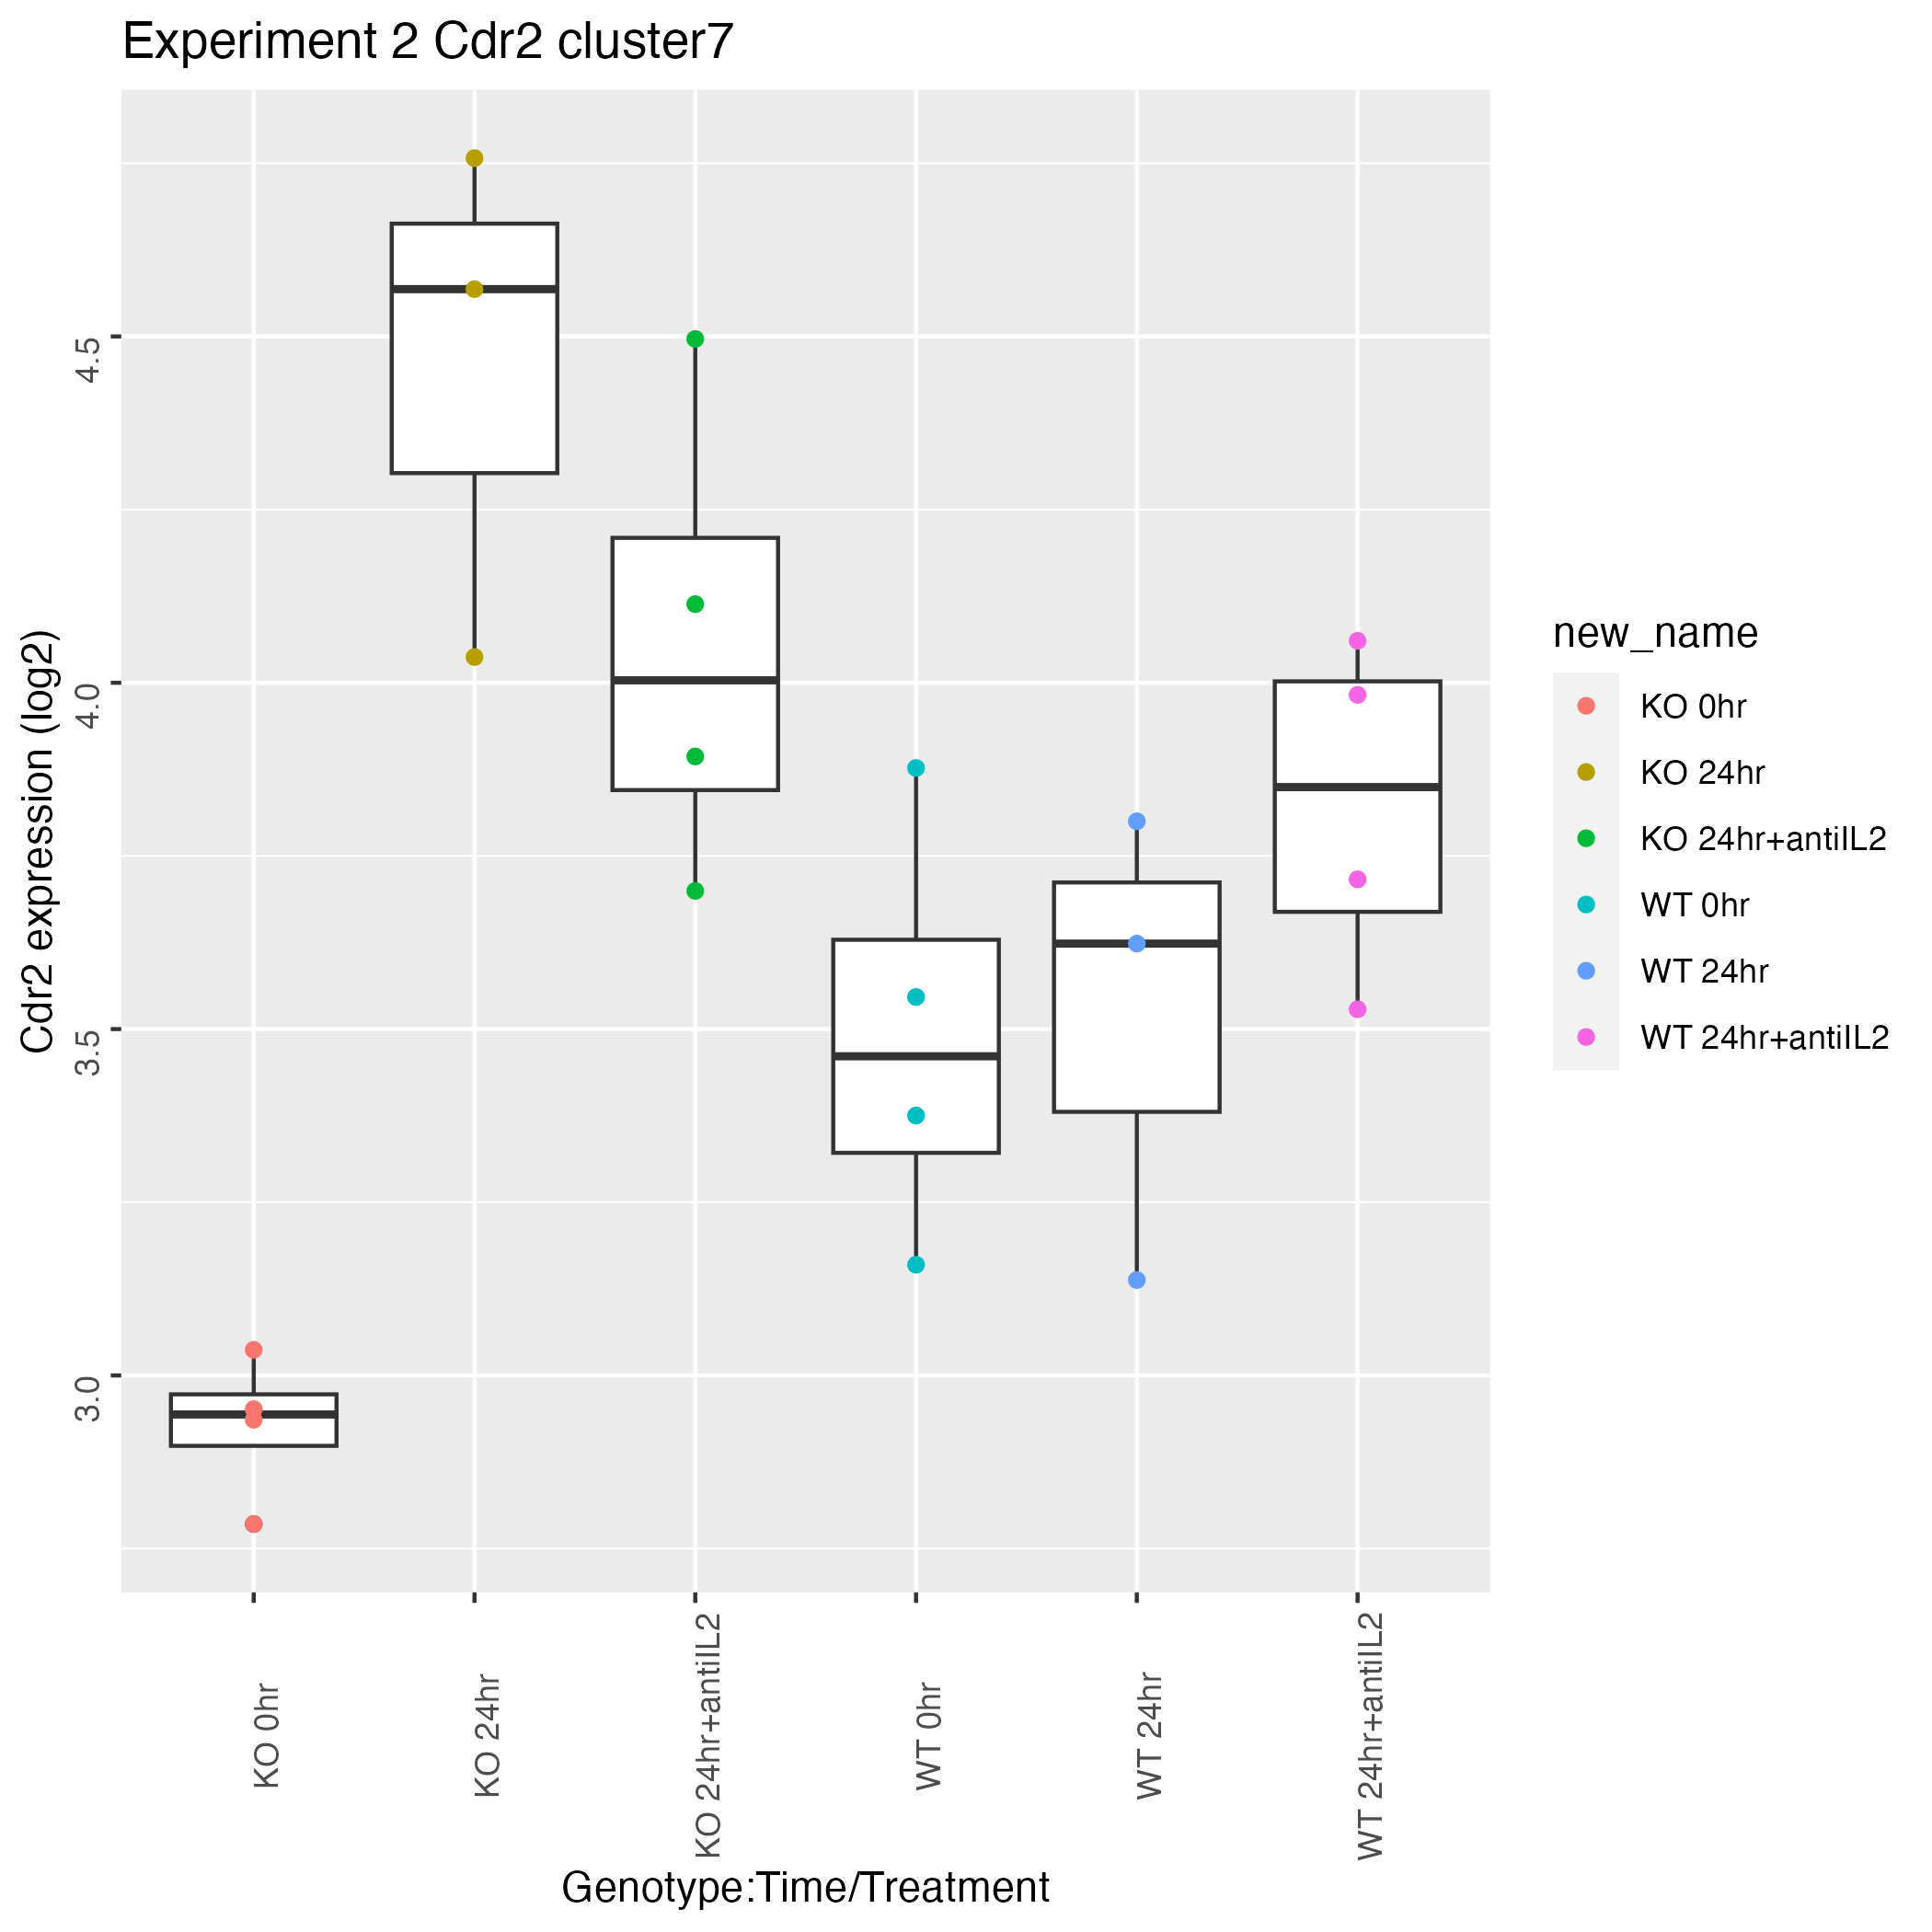 Experiment 2 Cdr2 cluster7
Cdr2 expression (log2)
4.5
4.0
3.5
3.0
KO 0hr
KO 24hr
KO 24hr+antiIL2
WT 0hr
WT 24hr
WT 24hr+antiIL2
Genotype:Time/Treatment
new_name
KO 0hr
KO 24hr
KO 24hr+antiIL2
WT 0hr
WT 24hr
WT 24hr+antiIL2